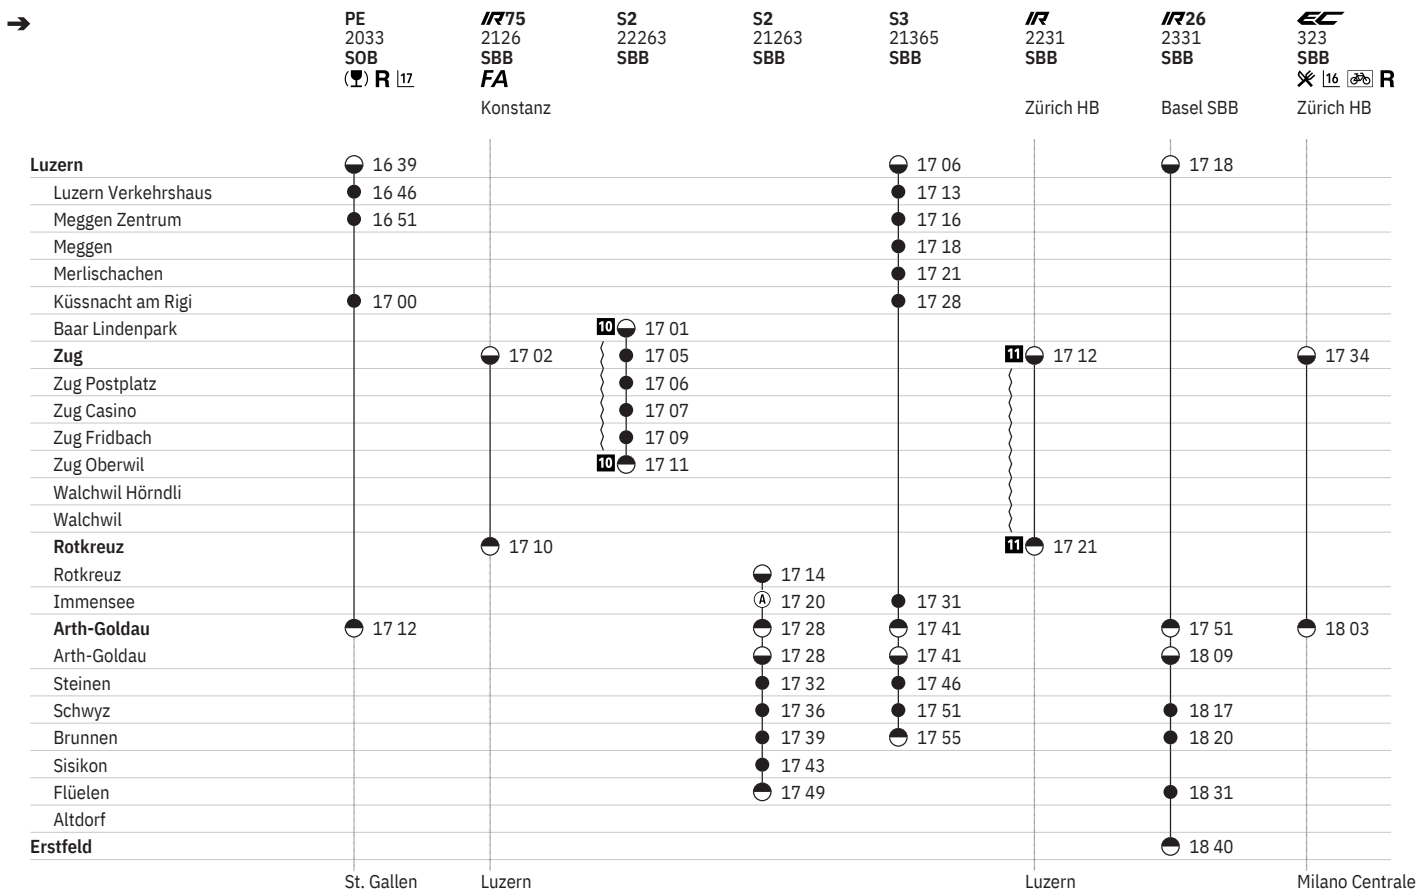 PE IR75 S2 S2 S3 IR IR26 EC
2033 2126 22263 21263 21365 2231 2331 323
SOB SBB SBB SBB SBB SBB SBB SBB
R 17 FA 16 R
Konstanz Zürich HB Basel SBB Zürich HB
Luzern 16 39 17 06 17 18
Luzern Verkehrshaus 16 46 17 13
Meggen Zentrum 16 51 17 16
Meggen 17 18
Merlischachen 17 21
Küssnacht am Rigi 17 00 17 28
Baar Lindenpark 10 17 01
Zug 17 02 17 05 11 17 12 17 34
Zug Postplatz 17 06
Zug Casino 17 07
Zug Fridbach 17 09
Zug Oberwil 10 17 11
Walchwil Hörndli
Walchwil
Rotkreuz 17 10 11 17 21
Rotkreuz 17 14
Immensee A 17 20 17 31
Arth-Goldau 17 12 17 28 17 41 17 51 18 03
Arth-Goldau 17 28 17 41 18 09
Steinen 17 32 17 46
Schwyz 17 36 17 51 18 17
Brunnen 17 39 17 55 18 20
Sisikon 17 43
Flüelen 17 49 18 31
Altdorf
Erstfeld 18 40
St. Gallen Luzern Luzern Milano Centrale